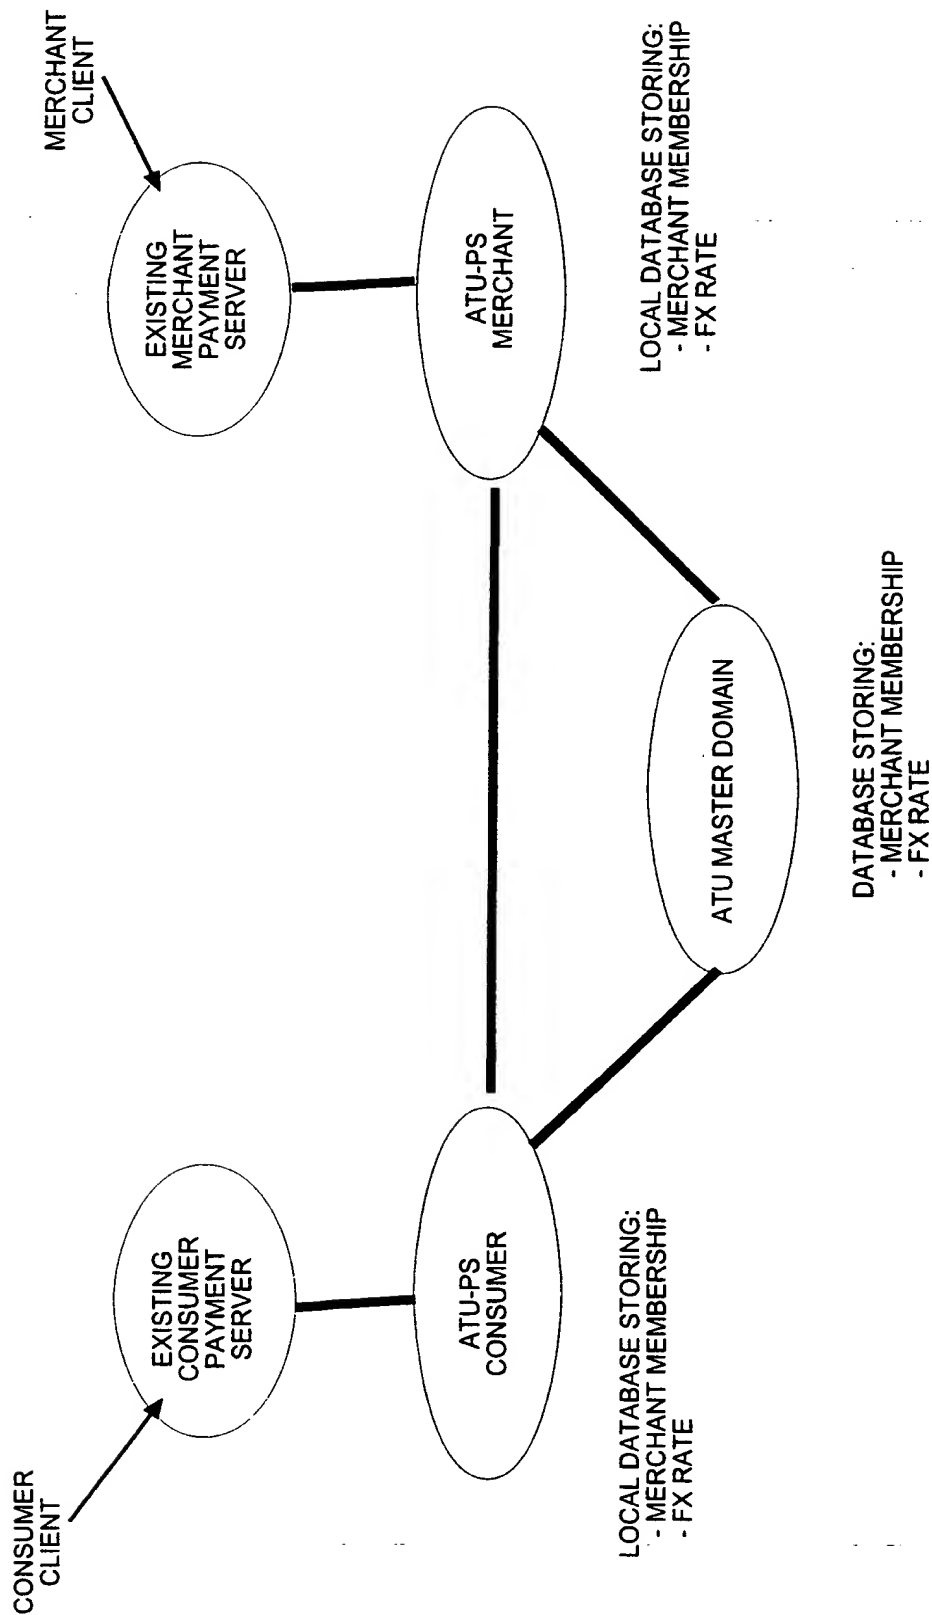 CONSUMER
CLIENT
MERCHANT
CLIENT
EXISTING
CONSUMER
PAYMENT
SERVER
EXISTING
MERCHANT
PAYMENT
SERVER
ATU-PS
CONSUMER
ATU-PS
MERCHANT
LOCAL DATABASE STORING:
- MERCHANT MEMBERSHIP
- FX RATE
LOCAL DATABASE STORING:
- MERCHANT MEMBERSHIP
- FX RATE
ATU MASTER DOMAIN
DATABASE STORING:
- MERCHANT MEMBERSHIP
- FX RATE